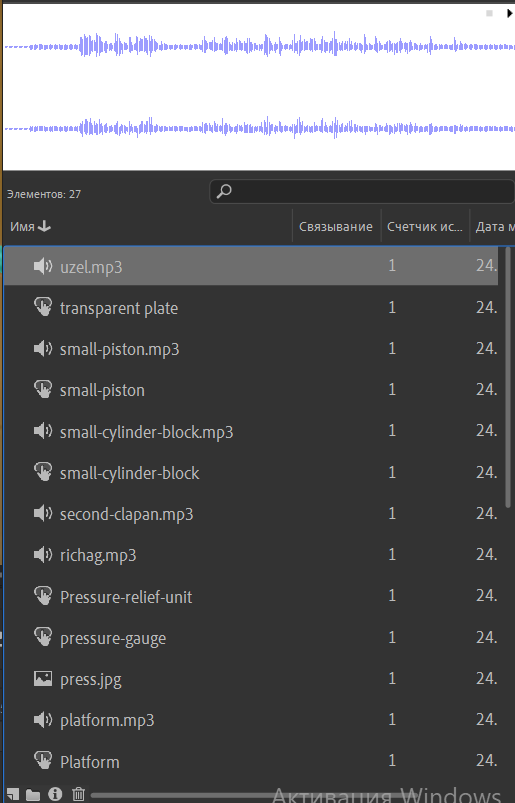 Элементов: 27
Имя Связывание Счетчик ис... Дата м
uzel.mp3 1 24.
transparent plate 1 24.
small-piston.mp3 1 24.
small-piston 1 24.
small-cylinder-block.mp3 1 24.
small-cylinder-block 1 24.
second-clapan.mp3 1 24.
richag.mp3 1 24.
Pressure-relief-unit 1 24.
pressure-gauge 1 24.
press.jpg 1 24.
platform.mp3 1 24.
Platform 1 24.
Активация Windows